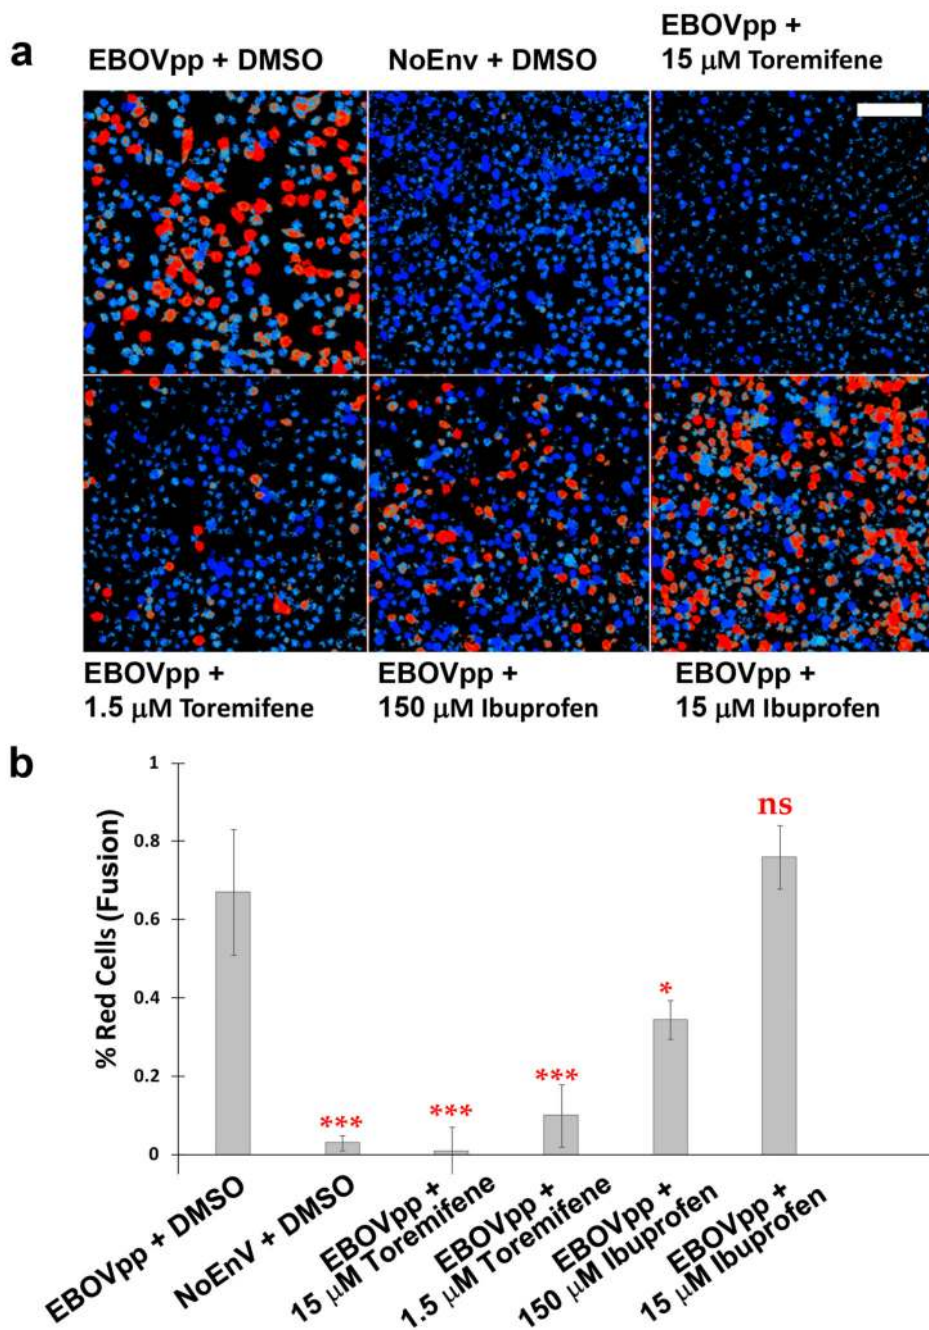 a
EBOVpp + DMSO
NoEnv + DMSO
EBOVpp +
15 μM Toremifene
EBOVpp +
1.5 μM Toremifene
EBOVpp +
150 μM Ibuprofen
EBOVpp +
15 μM Ibuprofen
b
% Red Cells (Fusion)
1
0.8
0.6
0.4
0.2
0
***
***
***
*
ns
EBOVpp + DMSO
NoEnV + DMSO
EBOVpp +
15 μM Toremifene
EBOVpp +
1.5 μM Toremifene
EBOVpp +
150 μM Ibuprofen
EBOVpp +
15 μM Ibuprofen